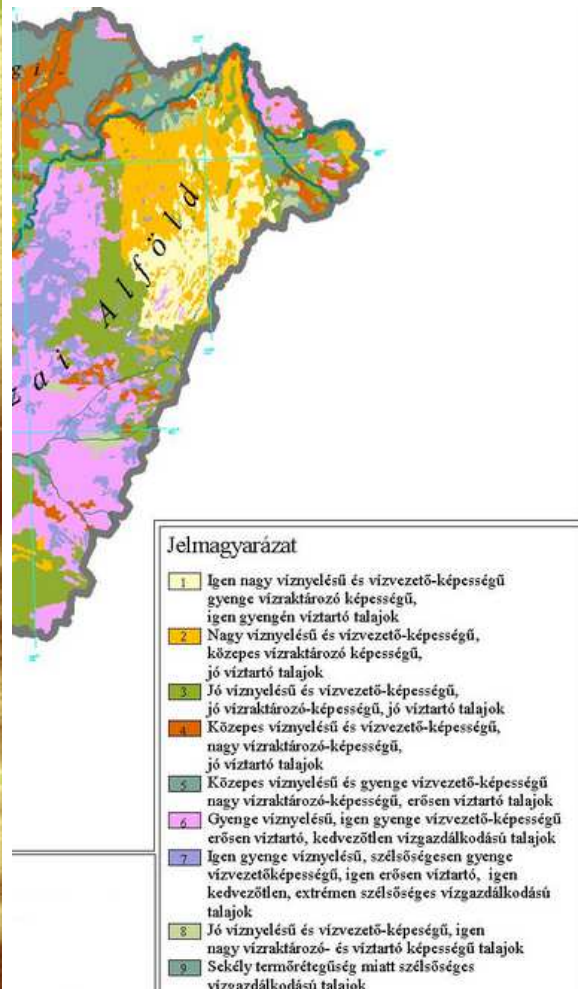 g i
z a i A l f ö l d
Jelmagyarázat
1 Igen nagy víznyelésű és vízvezető-képességű
gyenge vízraktározó képességű,
igen gyengén víztartó talajok
2 Nagy víznyelésű és vízvezető-képességű,
közepes vízraktározó képességű,
jó víztartó talajok
3 Jó víznyelésű és vízvezető-képességű,
jó vízraktározó-képességű, jó víztartó talajok
4 Közepes víznyelésű és vízvezető-képességű,
nagy vízraktározó-képességű,
jó víztartó talajok
5 Közepes víznyelésű és gyenge vízvezető-képességű
nagy vízraktározó-képességű, erősen víztartó talajok
6 Gyenge víznyelésű, igen gyenge vízvezető-képességű
erősen víztartó, kedvezőtlen vízgazdálkodású talajok
7 Igen gyenge víznyelésű, szélsőségesen gyenge
vízvezetőképességű, igen erősen víztartó, igen
kedvezőtlen, extrémen szélsőséges vízgazdálkodású
talajok
8 Jó víznyelésű és vízvezető-képeségű, igen
nagy vízraktározó- és víztartó képességű talajok
9 Sekély termőrétegűség miatt szélsőséges
vízgazdálkodású talajok